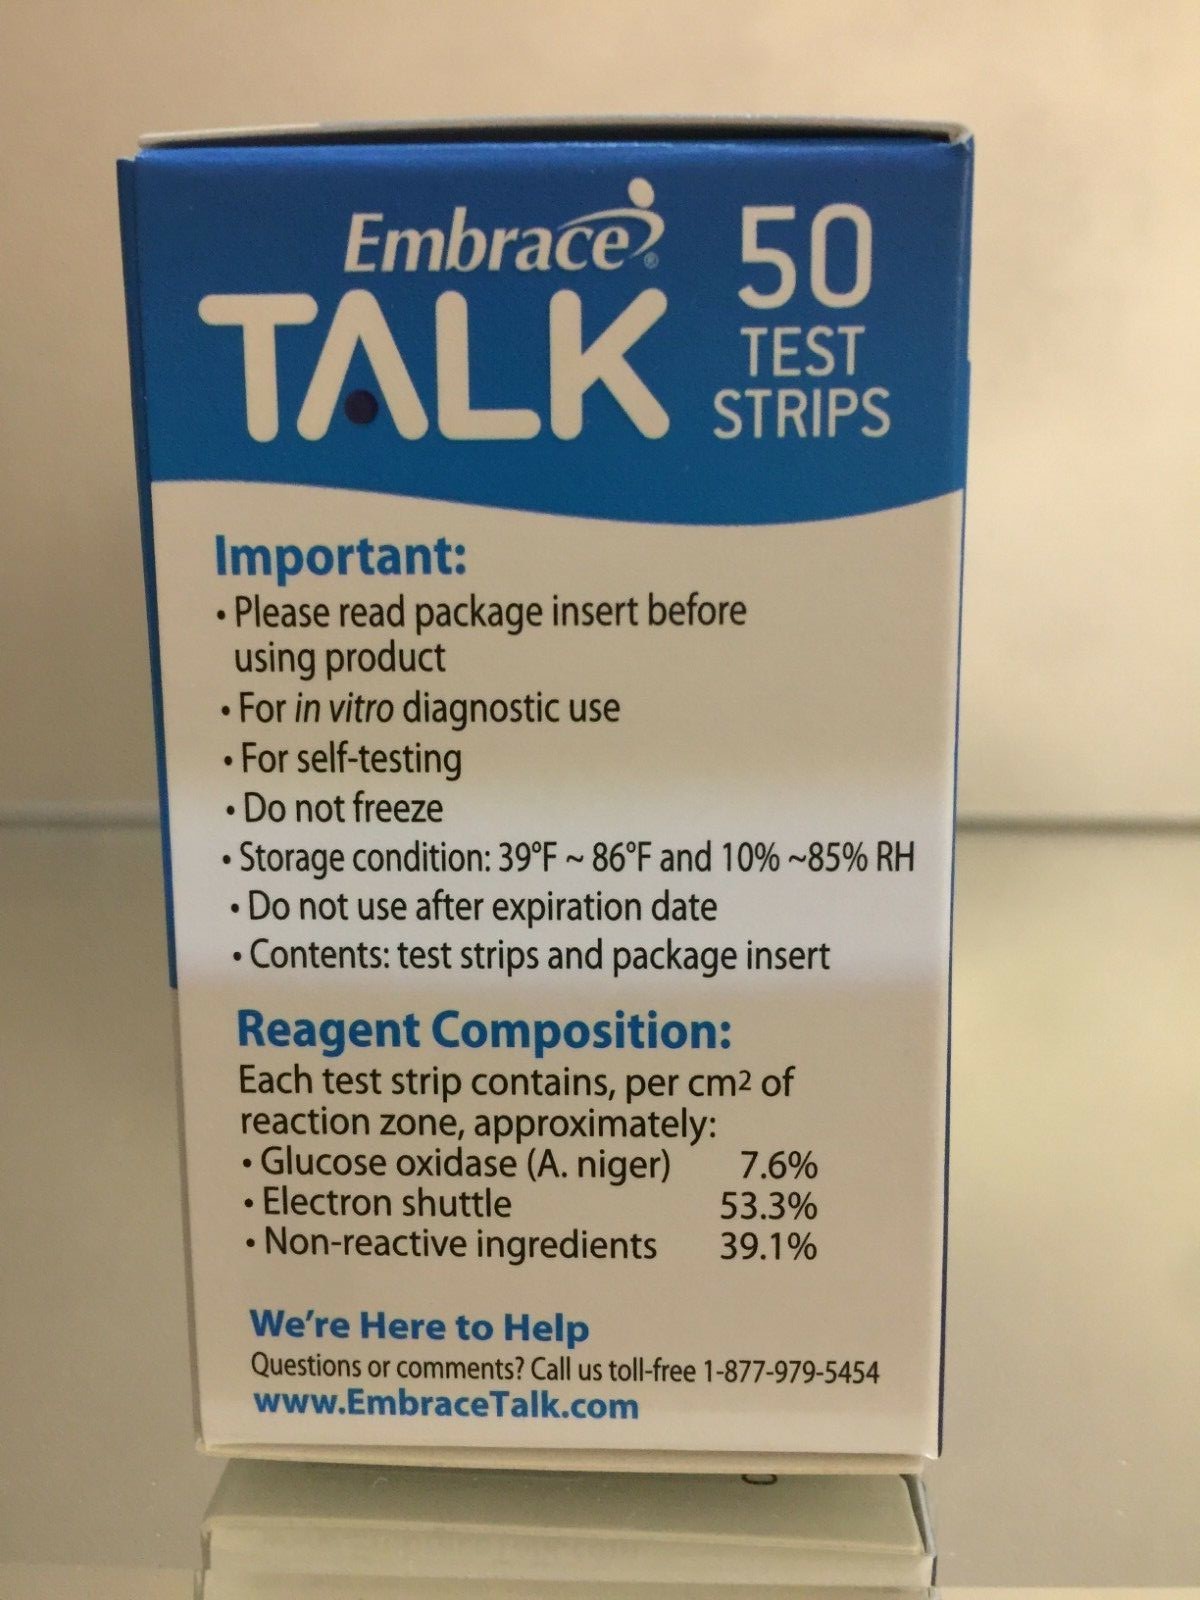 Embrace®
TALK
50
TEST
STRIPS
Important:
• Please read package insert before
using product
• For in vitro diagnostic use
• For self-testing
• Do not freeze
• Storage condition: 39°F ~ 86°F and 10% ~85% RH
• Do not use after expiration date
• Contents: test strips and package insert
Reagent Composition:
Each test strip contains, per cm2 of
reaction zone, approximately:
• Glucose oxidase (A. niger) 7.6%
• Electron shuttle 53.3%
• Non-reactive ingredients 39.1%
We're Here to Help
Questions or comments? Call us toll-free 1-877-979-5454
www.EmbraceTalk.com